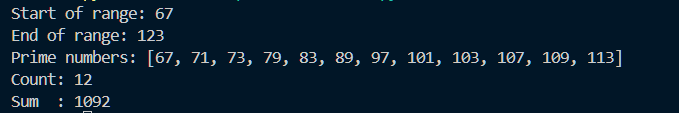 Start of range: 67
End of range: 123
Prime numbers: [67, 71, 73, 79, 83, 89, 97, 101, 103, 107, 109, 113]
Count: 12
Sum  : 1092